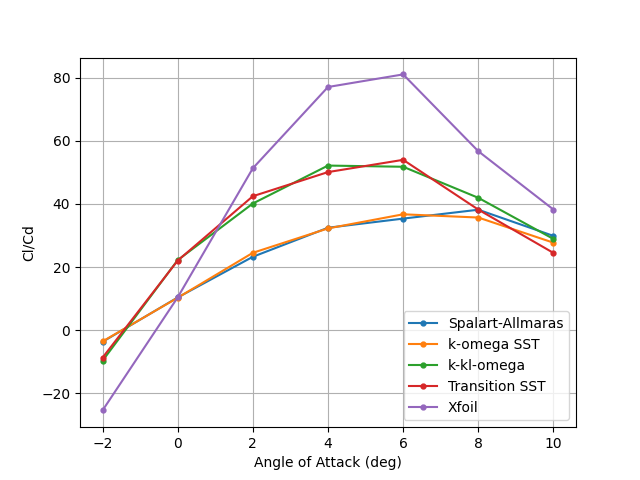 80
60
40
20
0
−20
Cl/Cd
−2 0 2 4 6 8 10
Angle of Attack (deg)
Spalart-Allmaras
k-omega SST
k-kl-omega
Transition SST
Xfoil